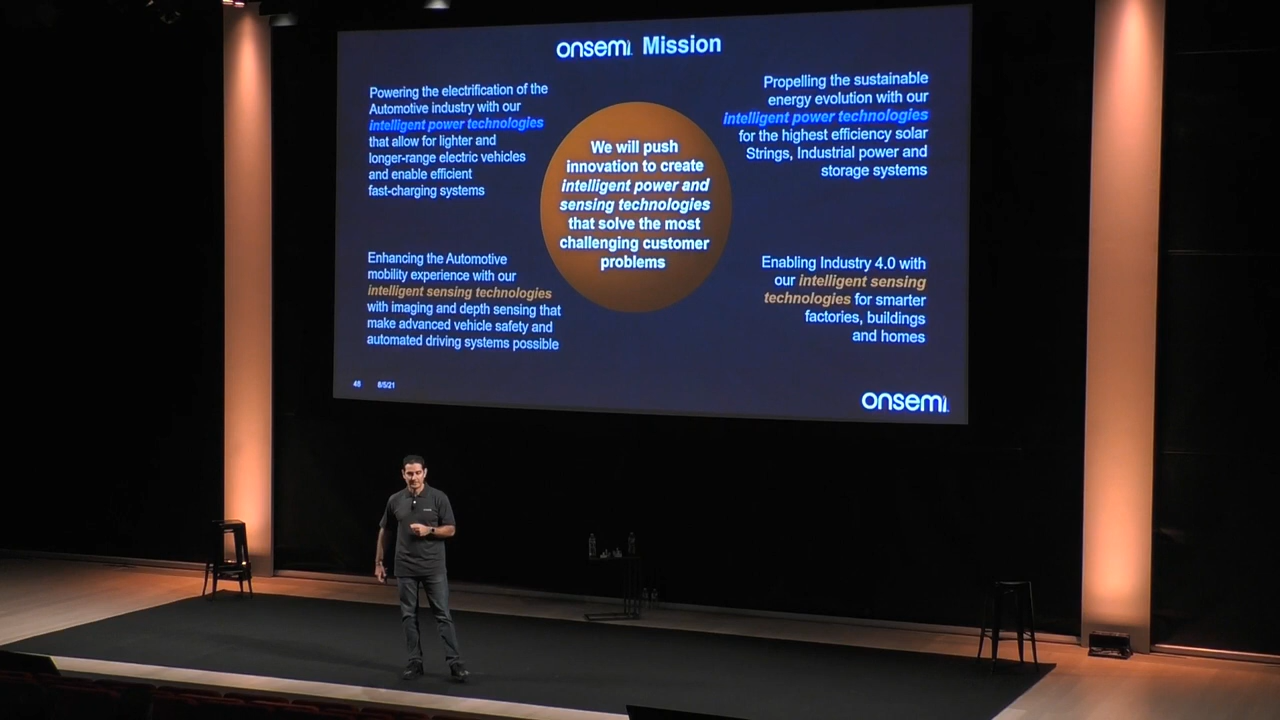 onsemi Mission
Powering the electrification of the
Automotive industry with our
intelligent power technologies
that allow for lighter and
longer-range electric vehicles
and enable efficient
fast-charging systems
We will push
innovation to create
intelligent power and
sensing technologies
that solve the most
challenging customer
problems
Propelling the sustainable
energy evolution with our
intelligent power technologies
for the highest efficiency solar
Strings, Industrial power and
storage systems
Enhancing the Automotive
mobility experience with our
intelligent sensing technologies
with imaging and depth sensing that
make advanced vehicle safety and
automated driving systems possible
Enabling Industry 4.0 with
our intelligent sensing
technologies for smarter
factories, buildings
and homes
8/5/21
onsemi